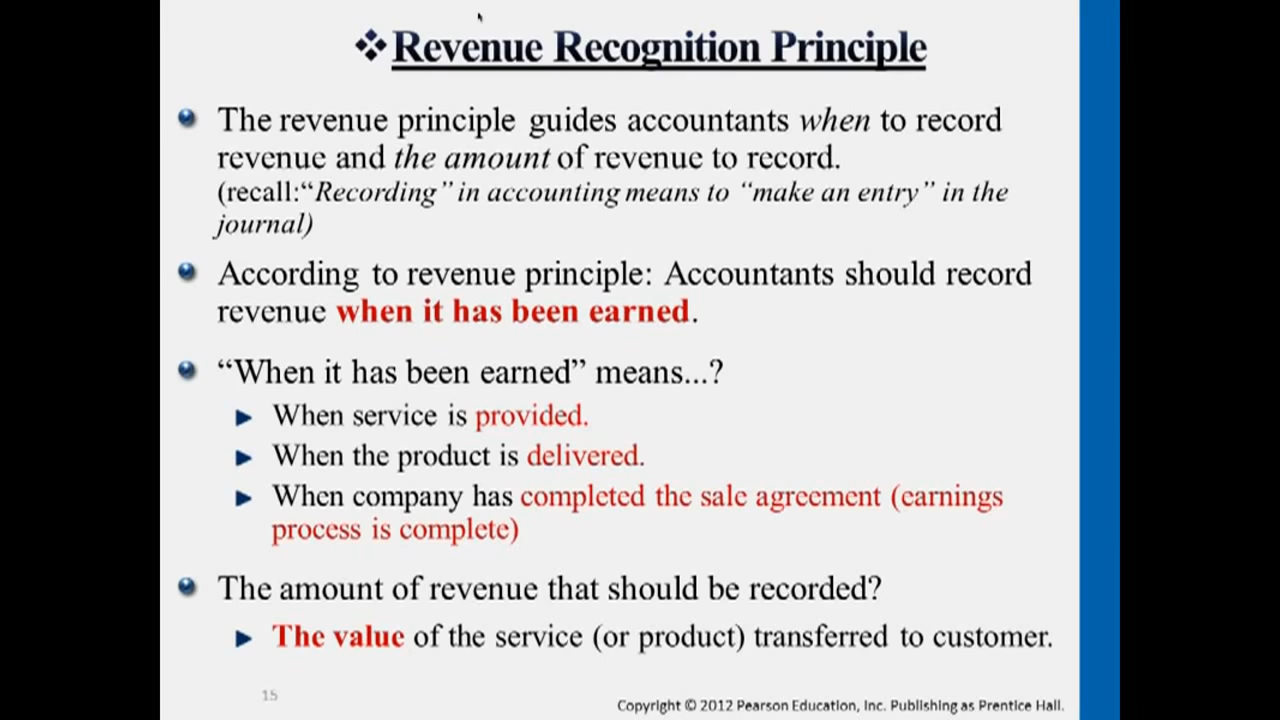 ❖Revenue Recognition Principle
The revenue principle guides accountants when to record
revenue and the amount of revenue to record.
(recall:“Recording” in accounting means to “make an entry” in the
journal)
According to revenue principle: Accountants should record
revenue when it has been earned.
“When it has been earned” means...?
When service is provided.
When the product is delivered.
When company has completed the sale agreement (earnings
process is complete)
The amount of revenue that should be recorded?
The value of the service (or product) transferred to customer.
15
Copyright © 2012 Pearson Education, Inc. Publishing as Prentice Hall.